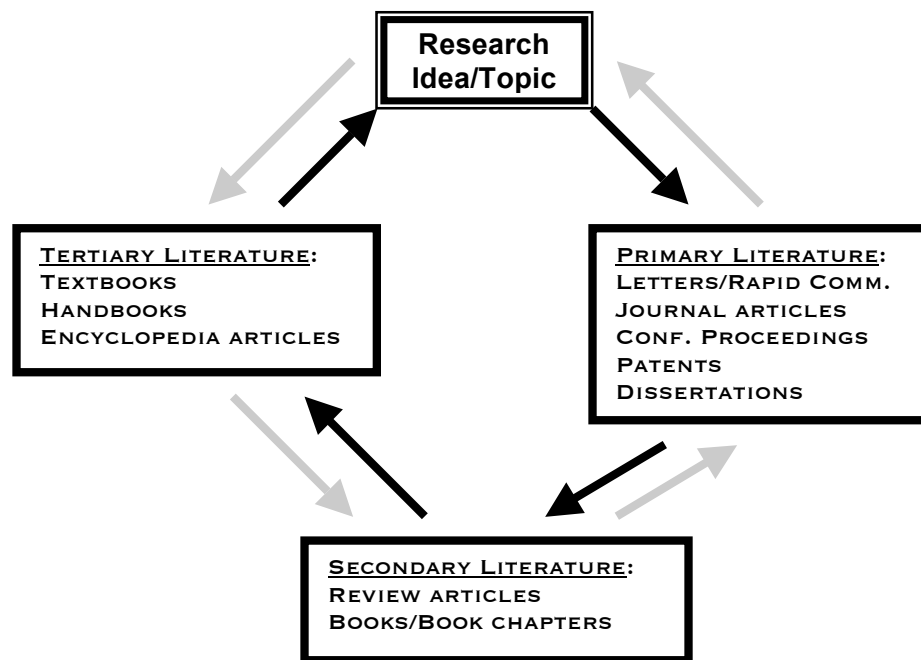 Research
Idea/Topic
Tertiary Literature:
Textbooks
Handbooks
Encyclopedia articles
Primary Literature:
Letters/Rapid Comm.
Journal articles
Conf. Proceedings
Patents
Dissertations
Secondary Literature:
Review articles
Books/Book chapters